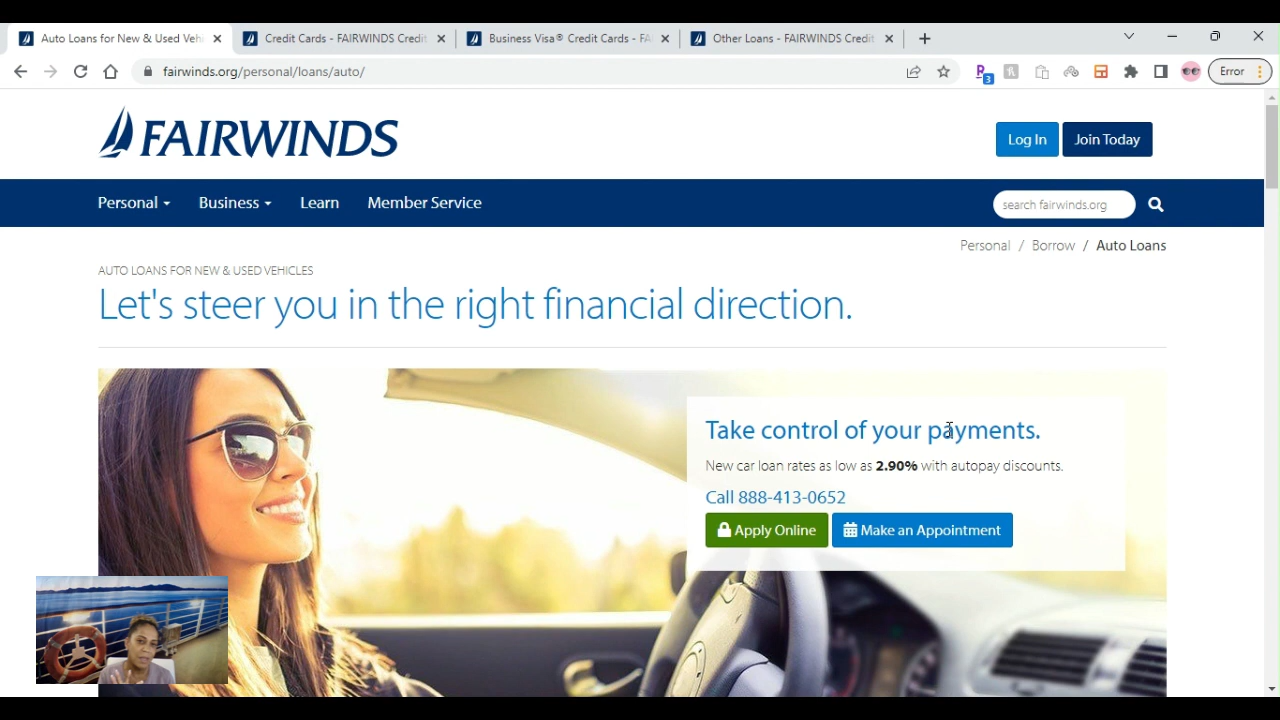 Auto Loans for New & Used Veh
Credit Cards - FAIRWINDS Credit
Business Visa® Credit Cards - FA
Other Loans - FAIRWINDS Credit
fairwinds.org/personal/loans/auto/
3
Error
FAIRWINDS
Log In
Join Today
Personal
Business
Learn
Member Service
search fairwinds.org
Personal / Borrow / Auto Loans
AUTO LOANS FOR NEW & USED VEHICLES
Let's steer you in the right financial direction.
Take control of your payments.
New car loan rates as low as 2.90% with autopay discounts.
Call 888-413-0652
Apply Online
Make an Appointment